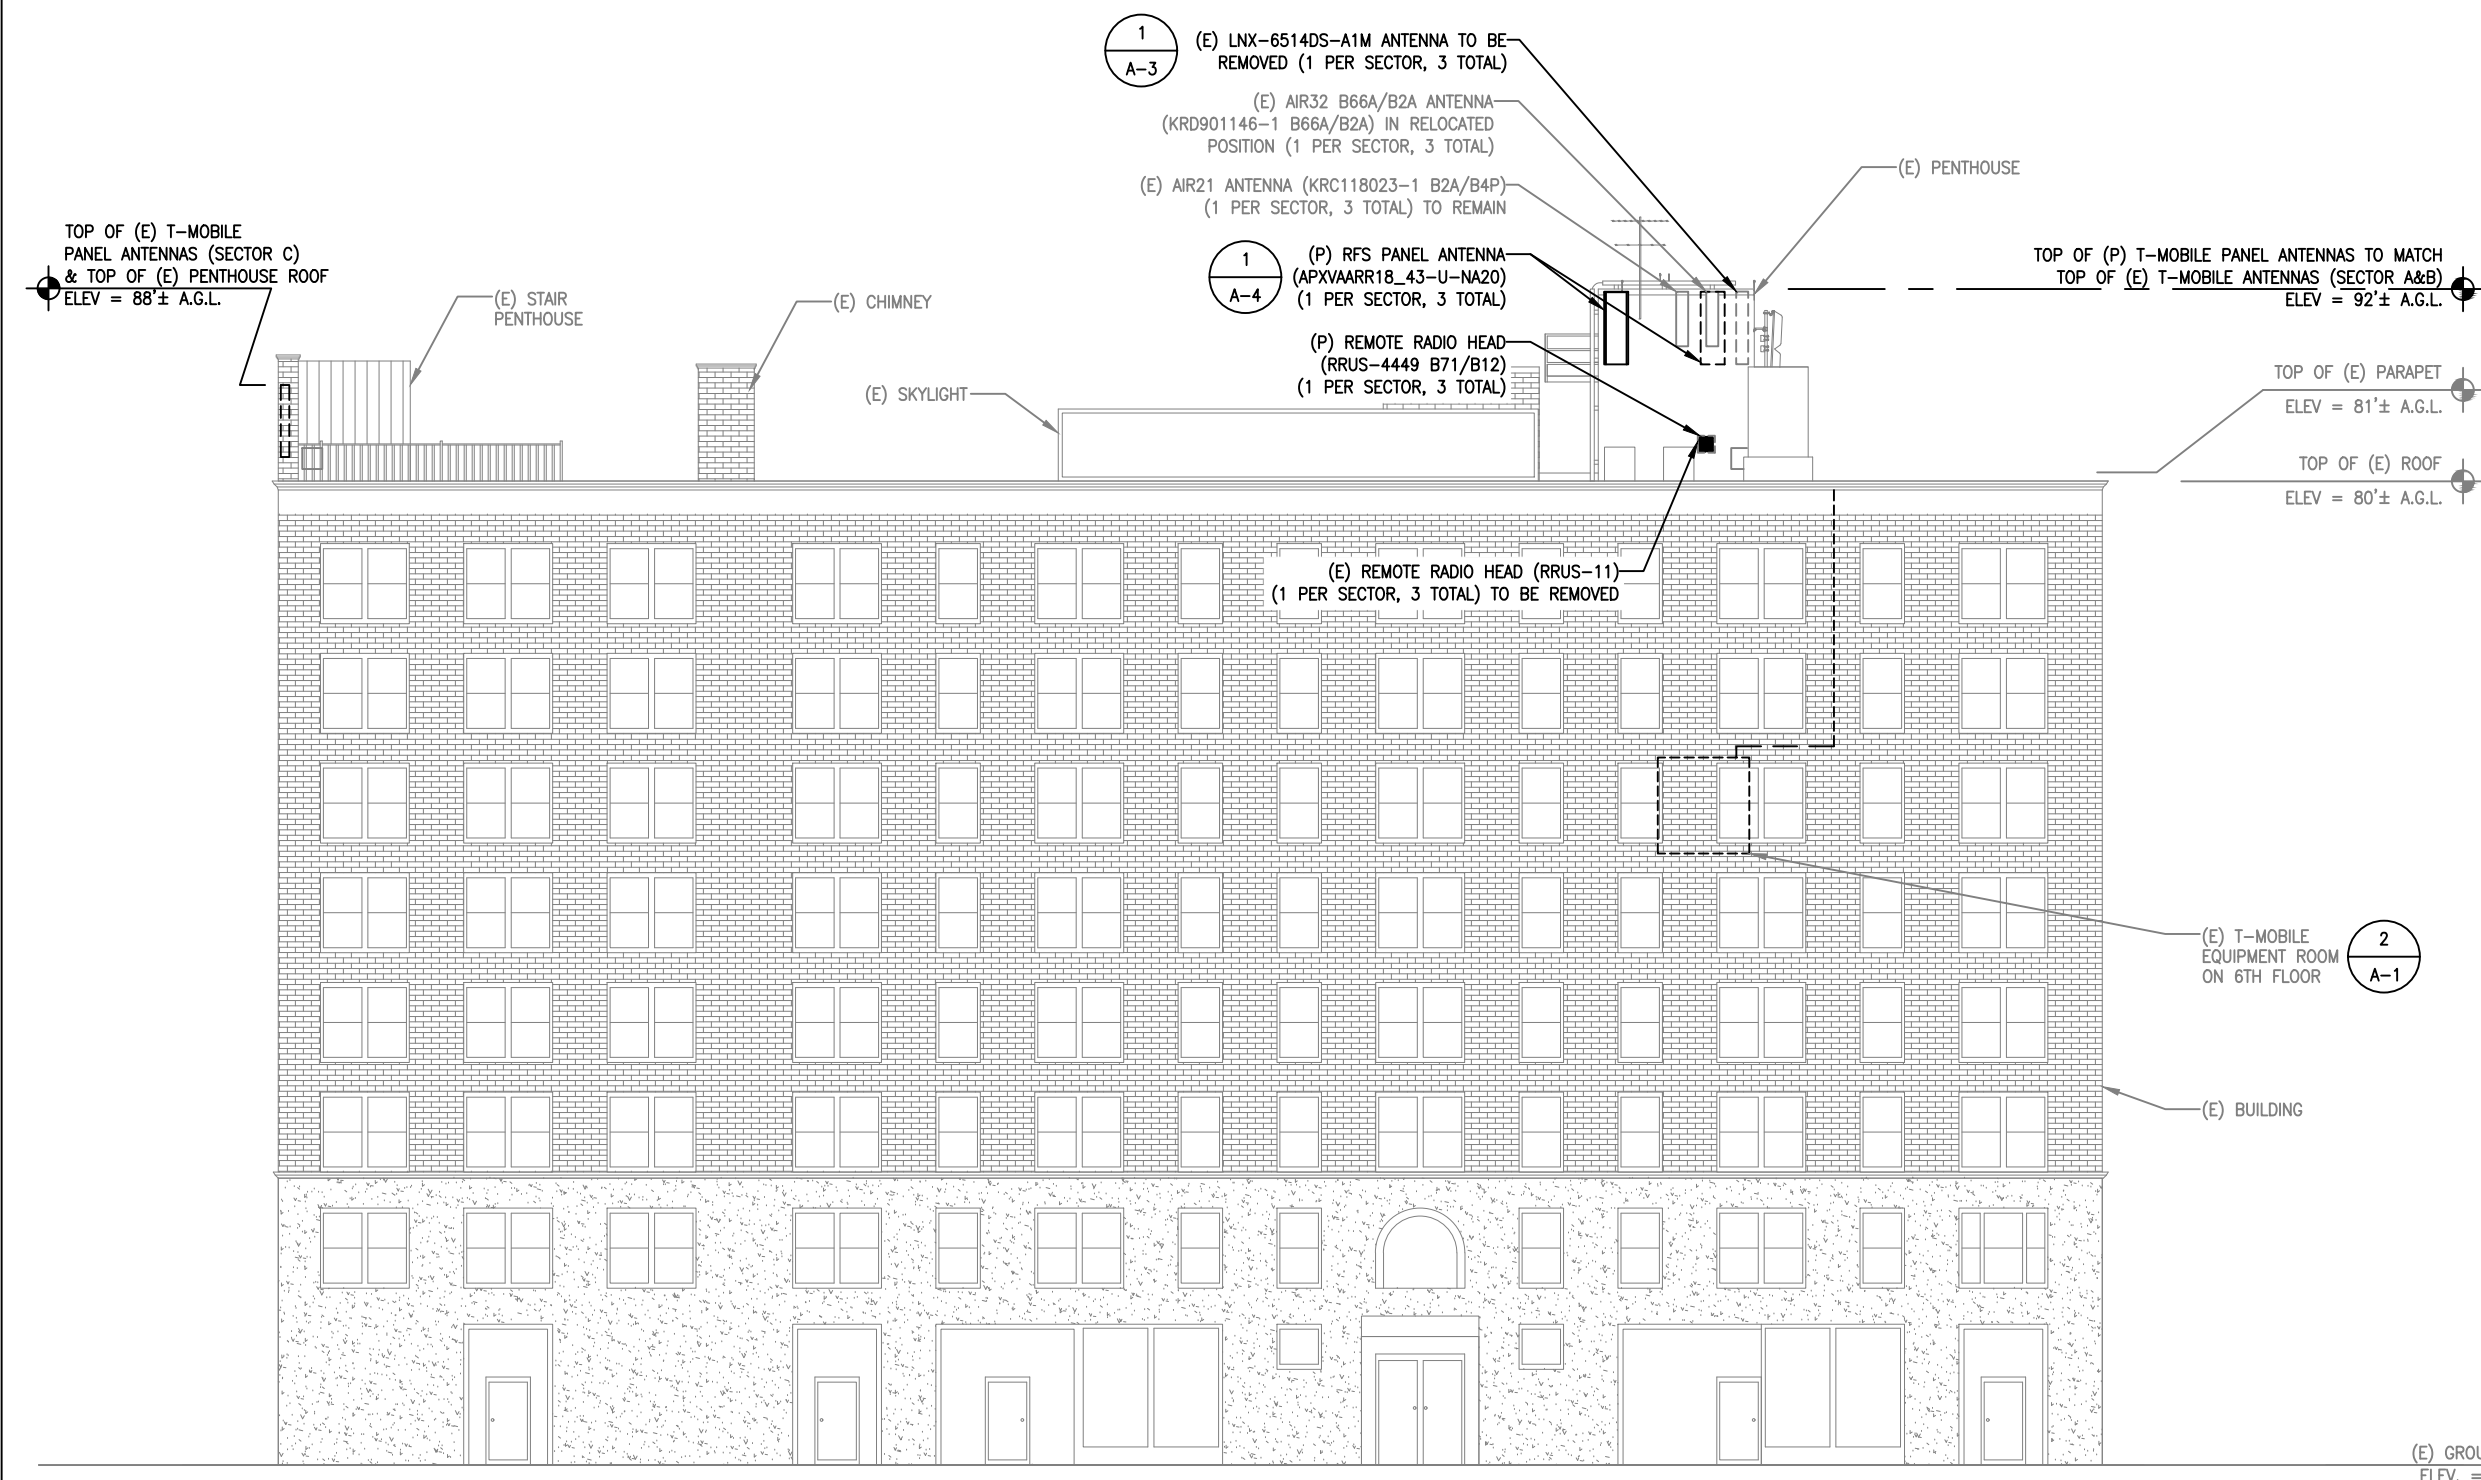 1
A-3
(E) LNX-6514DS-A1M ANTENNA TO BE
REMOVED (1 PER SECTOR, 3 TOTAL)
(E) AIR32 B66A/B2A ANTENNA
(KRD901146-1 B66A/B2A) IN RELOCATED
POSITION (1 PER SECTOR, 3 TOTAL)
(E) AIR21 ANTENNA (KRC118023-1 B2A/B4P)
(1 PER SECTOR, 3 TOTAL) TO REMAIN
(E) PENTHOUSE
TOP OF (E) T-MOBILE
PANEL ANTENNAS (SECTOR C)
& TOP OF (E) PENTHOUSE ROOF
ELEV = 88'± A.G.L.
1
A-4
(P) RFS PANEL ANTENNA
(APXVAARR18_43-U-NA20)
(1 PER SECTOR, 3 TOTAL)
TOP OF (P) T-MOBILE PANEL ANTENNAS TO MATCH
TOP OF (E) T-MOBILE ANTENNAS (SECTOR A&B)
ELEV = 92'± A.G.L.
(E) STAIR
PENTHOUSE
(E) CHIMNEY
(P) REMOTE RADIO HEAD
(RRUS-4449 B71/B12)
(1 PER SECTOR, 3 TOTAL)
(E) SKYLIGHT
TOP OF (E) PARAPET
ELEV = 81'± A.G.L.
TOP OF (E) ROOF
ELEV = 80'± A.G.L.
(E) REMOTE RADIO HEAD (RRUS-11)
(1 PER SECTOR, 3 TOTAL) TO BE REMOVED
(E) T-MOBILE
EQUIPMENT ROOM
ON 6TH FLOOR
2
A-1
(E) BUILDING
(E) GROU
ELEV. =